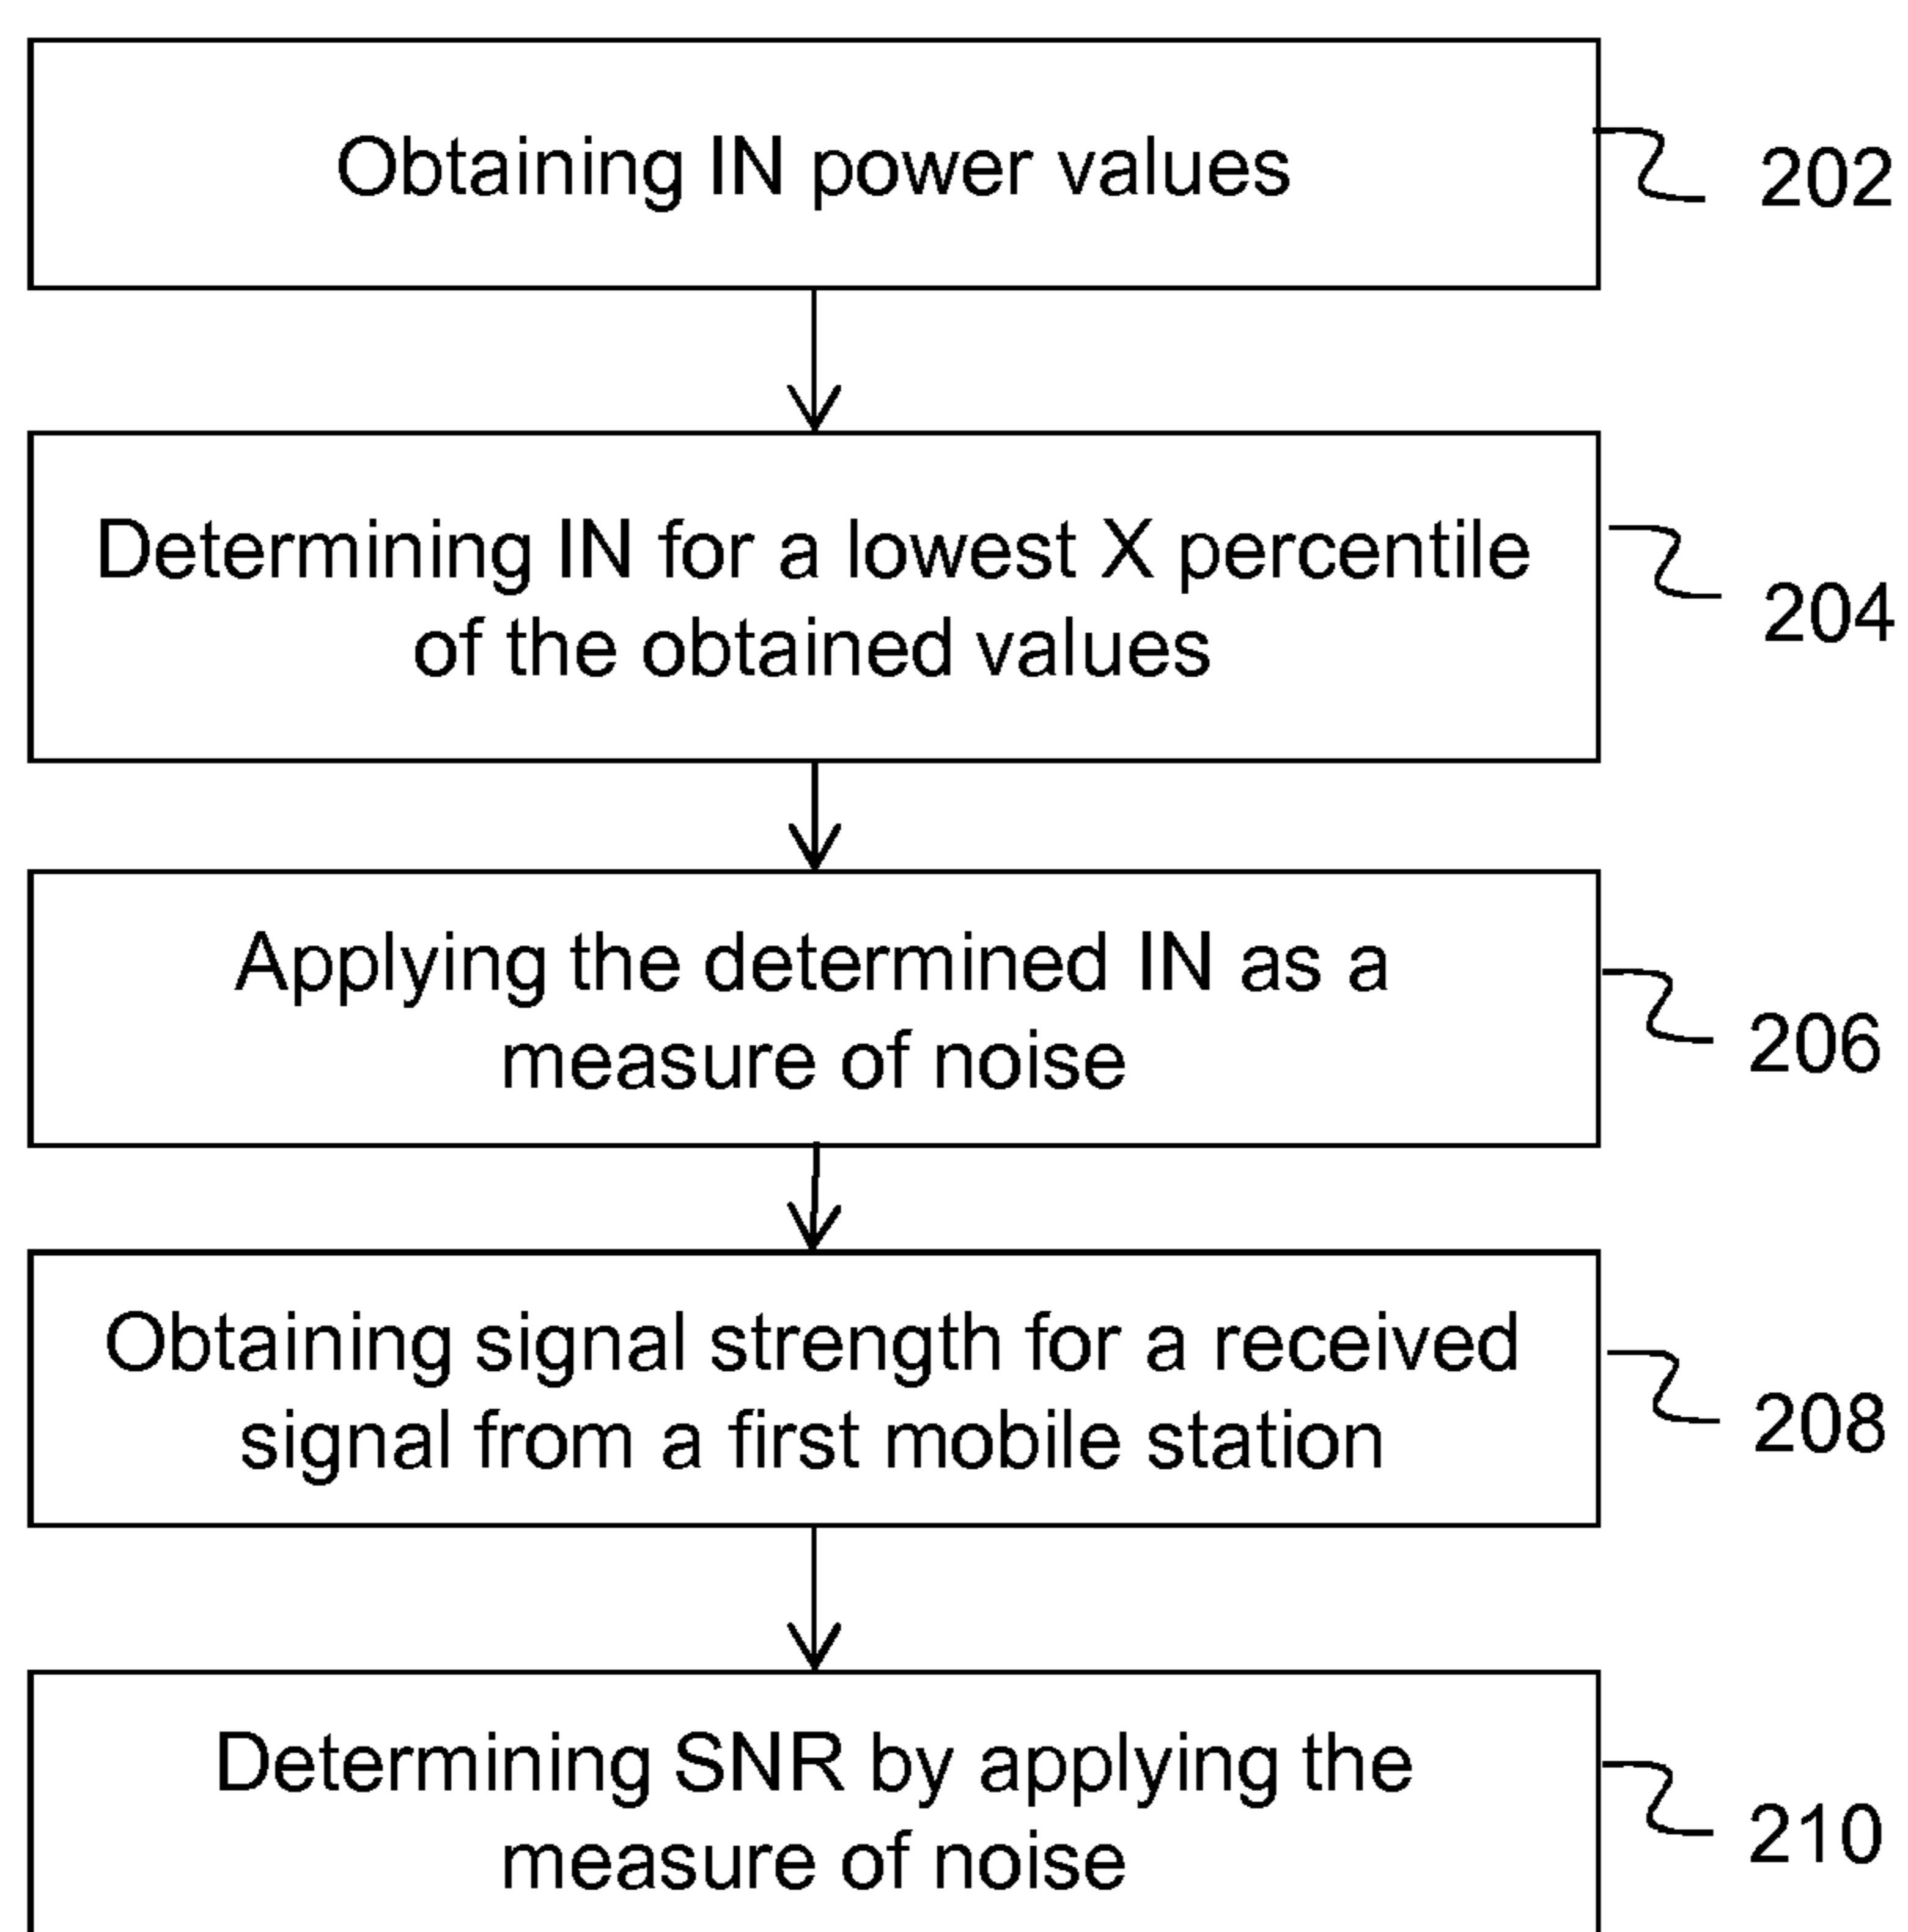 Obtaining IN power values
202
Determining IN for a lowest X percentile
of the obtained values
204
Applying the determined IN as a
measure of noise
206
Obtaining signal strength for a received
signal from a first mobile station
208
Determining SNR by applying the
measure of noise
210